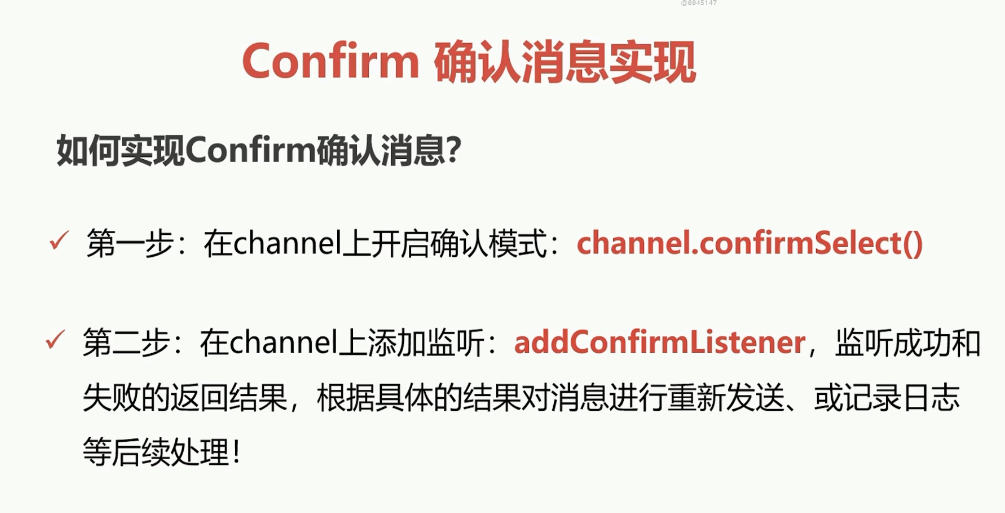 Confirm 确认消息实现
如何实现Confirm确认消息？
第一步：在channel上开启确认模式：channel.confirmSelect()
第二步：在channel上添加监听：addConfirmListener，监听成功和
失败的返回结果，根据具体的结果对消息进行重新发送、或记录日志
等后续处理！